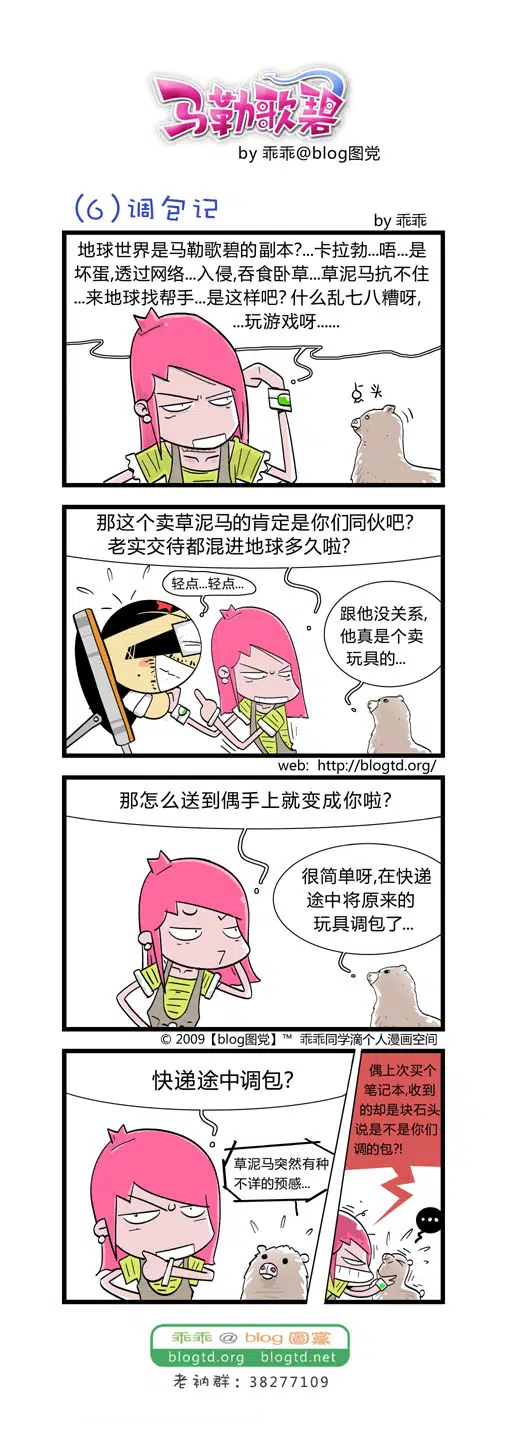 马勒歌碧
by 乖乖@blog图党
(6)调包记
by 乖乖
地球世界是马勒歌碧的副本?...卡拉勃...唔...是
坏蛋,透过网络...入侵,吞食卧草...草泥马抗不住
...来地球找帮手...是这样吧? 什么乱七八糟呀,
...玩游戏呀......
点头
那这个卖草泥马的肯定是你们同伙吧?
老实交待都混进地球多久啦?
轻点...轻点...
跟他没关系,
他真是个卖
玩具的...
web: http://blogtd.org/
那怎么送到偶手上就变成你啦?
很简单呀,在快递
途中将原来的
玩具调包了...
© 2009【blog图党】™ 乖乖同学滴个人漫画空间
快递途中调包?
草泥马突然有种
不详的预感...
偶上次买个
笔记本,收到
的却是块石头
说是不是你们
调的包?!
乖乖 @ blog 圖黨
blogtd.org blogtd.net
老衲群: 38277109